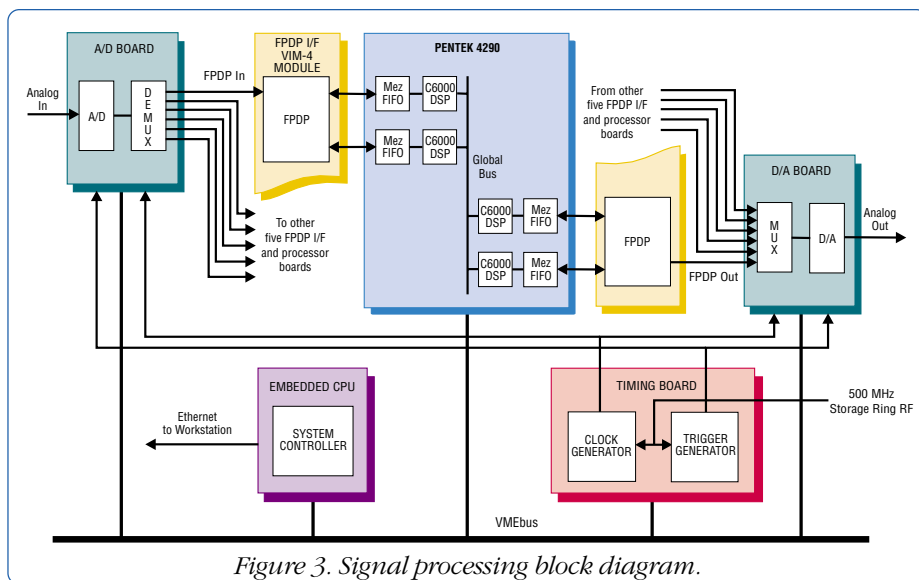 A/D BOARD
Analog
In
A/D
D
E
M
U
X
FPDP In
FPDP I/F
VIM-4
MODULE
FPDP
PENTEK 4290
Mez
FIFO
C6000
DSP
Mez
FIFO
C6000
DSP
Global
Bus
C6000
DSP
Mez
FIFO
C6000
DSP
Mez
FIFO
To other
five FPDP I/F
and processor
boards
From other
five FPDP I/F
and processor
boards
FPDP
FPDP Out
D/A BOARD
M
U
X
D/A
Analog
Out
EMBEDDED CPU
SYSTEM
CONTROLLER
Ethernet
to Workstation
TIMING BOARD
CLOCK
GENERATOR
TRIGGER
GENERATOR
500 MHz
Storage Ring RF
VMEbus
Figure 3. Signal processing block diagram.